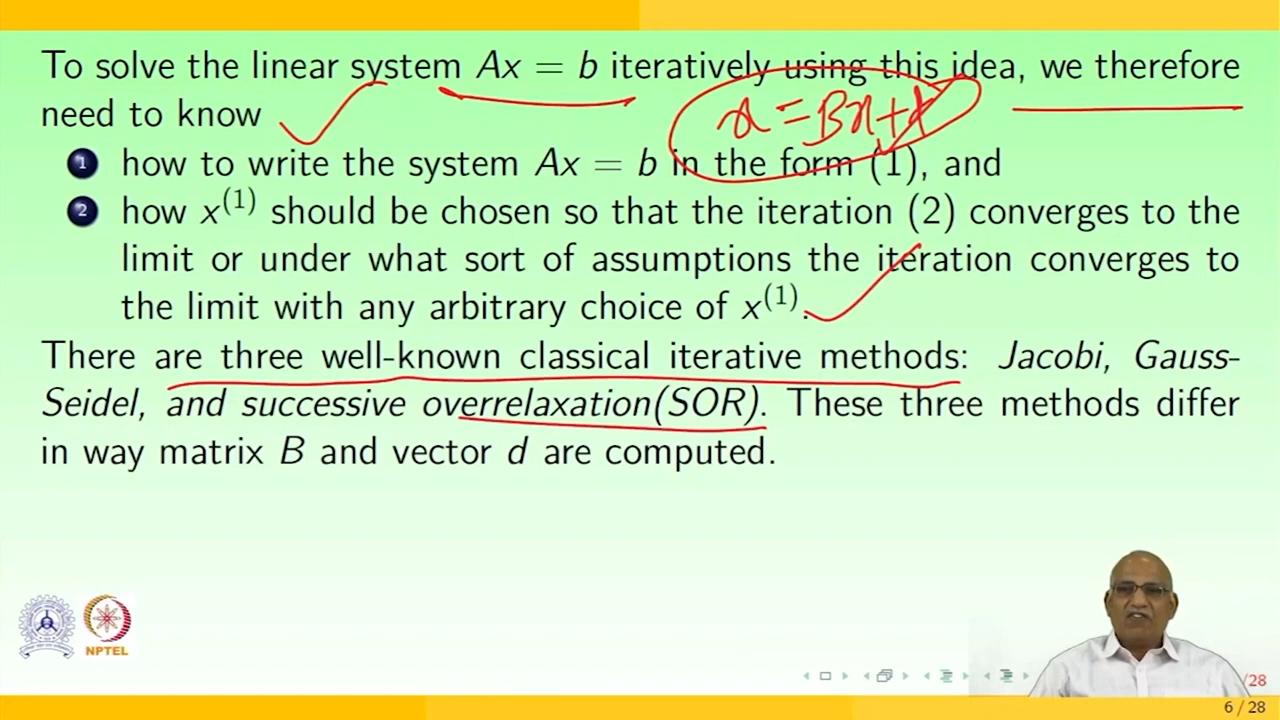 To solve the linear system Ax = b iteratively using this idea, we therefore
need to know
x = Bx + d
1 how to write the system Ax = b in the form (1), and
2 how x^(1) should be chosen so that the iteration (2) converges to the
limit or under what sort of assumptions the iteration converges to
the limit with any arbitrary choice of x^(1).
There are three well-known classical iterative methods: Jacobi, Gauss-
Seidel, and successive overrelaxation(SOR). These three methods differ
in way matrix B and vector d are computed.
NPTEL
/28
6 / 28